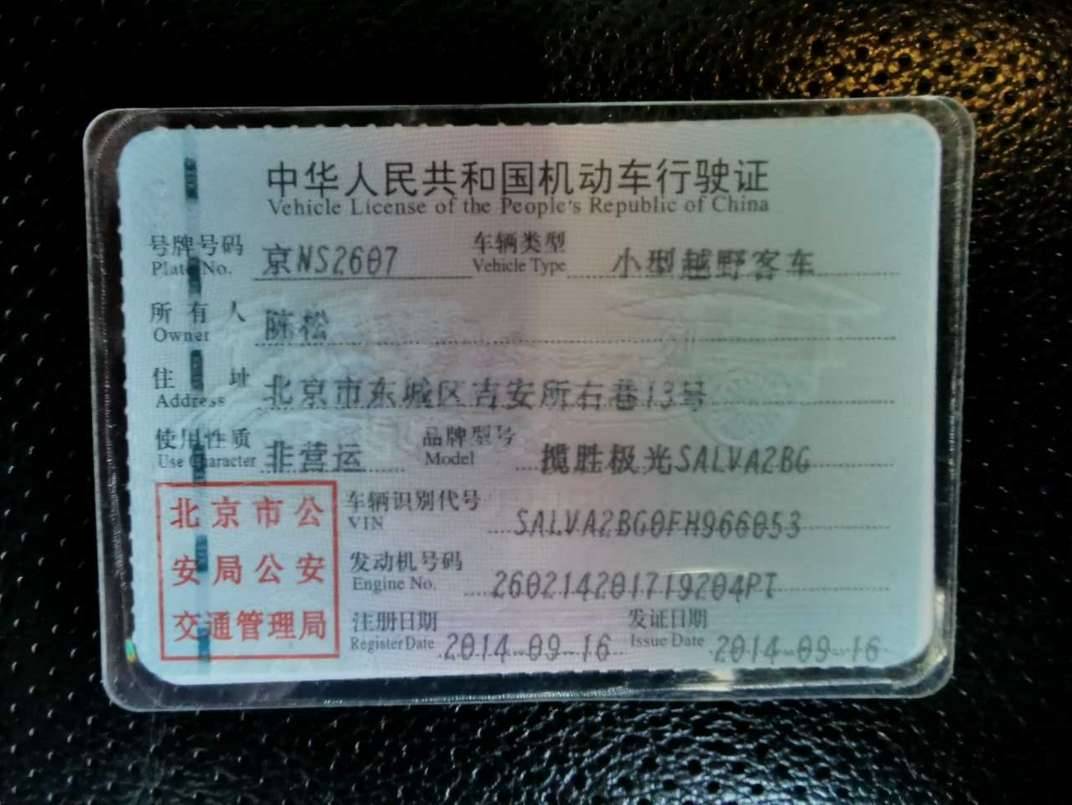 中华人民共和国机动车行驶证
Vehicle License of the People's Republic of China
号牌号码 京NS2607 车辆类型 小型越野客车
Plate No. Vehicle Type
所有人 陈松
Owner
住址 北京市东城区吉安所右巷13号
Address
使用性质 非营运 品牌型号 揽胜极光SALVA2BG
Use Character Model
北京市公
安局公安
交通管理局
车辆识别代号 SALVA2BG0FH966053
VIN
发动机号码 260214201719204PT
Engine No.
注册日期 2014-09-16 发证日期 2014-09-16
Register Date Issue Date